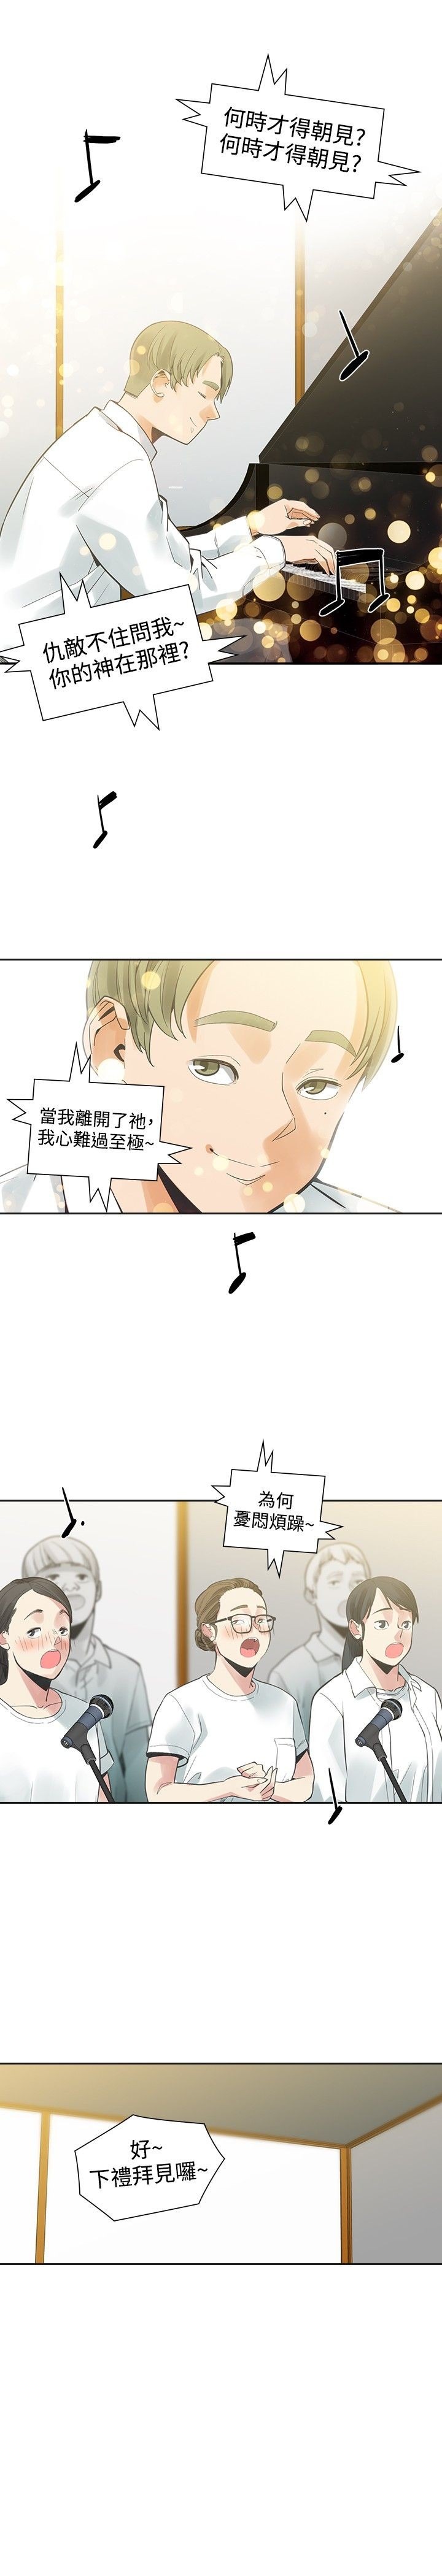 何時才得朝見?
何時才得朝見?
仇敵不住問我~
你的神在那裡?
當我離開了祂,
我心難過至極~
為何
憂悶煩躁~
好~
下禮拜見囉~